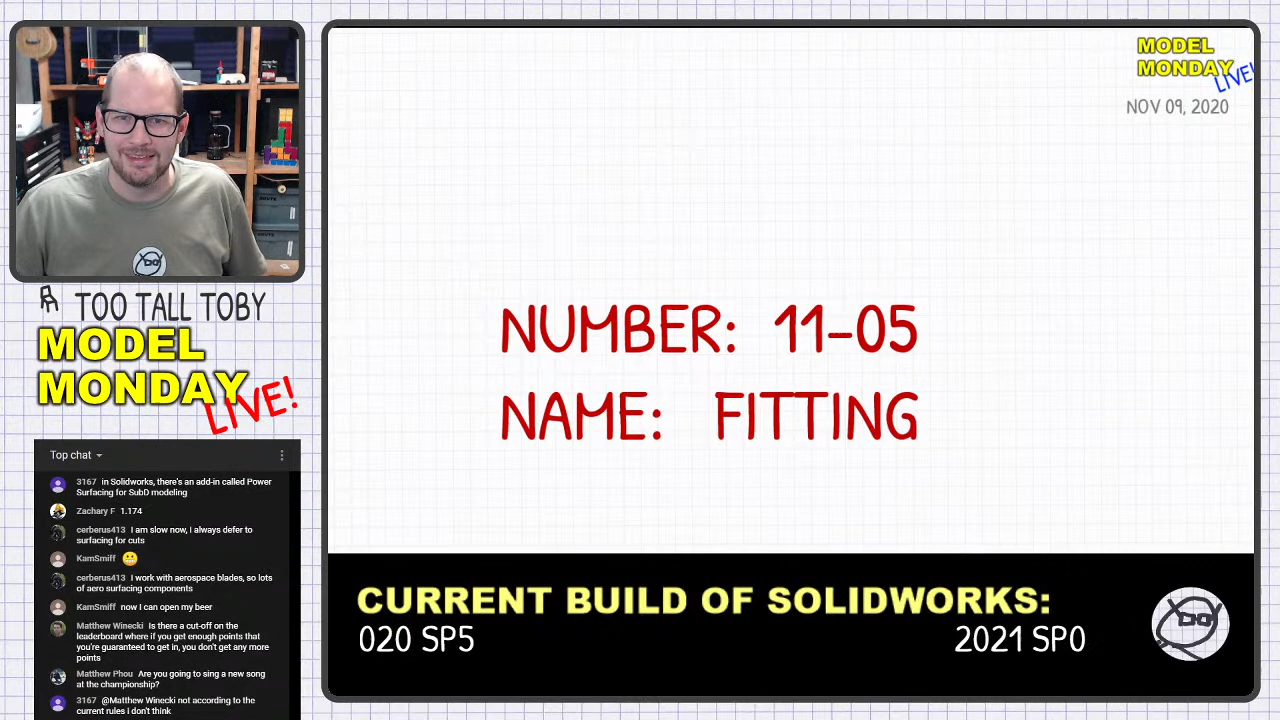 TOO TALL TOBY
MODEL
MONDAY
LIVE!
Top chat
3167 in Solidworks, there's an add-in called Power
Surfacing for SubD modeling
Zachary F 1.174
cerberus413 I am slow now, I always defer to
surfacing for cuts
KamSmiff
cerberus413 I work with aerospace blades, so lots
of aero surfacing components
KamSmiff now I can open my beer
Matthew Winecki Is there a cut-off on the
leaderboard where if you get enough points that
you're guaranteed to get in, you don't get any more
points
Matthew Phou Are you going to sing a new song
at the championship?
3167 @Matthew Winecki not according to the
current rules I don't think
MODEL
MONDAY
LIVE!
NOV 09, 2020
NUMBER: 11-05
NAME: FITTING
CURRENT BUILD OF SOLIDWORKS:
020 SP5 2021 SP0